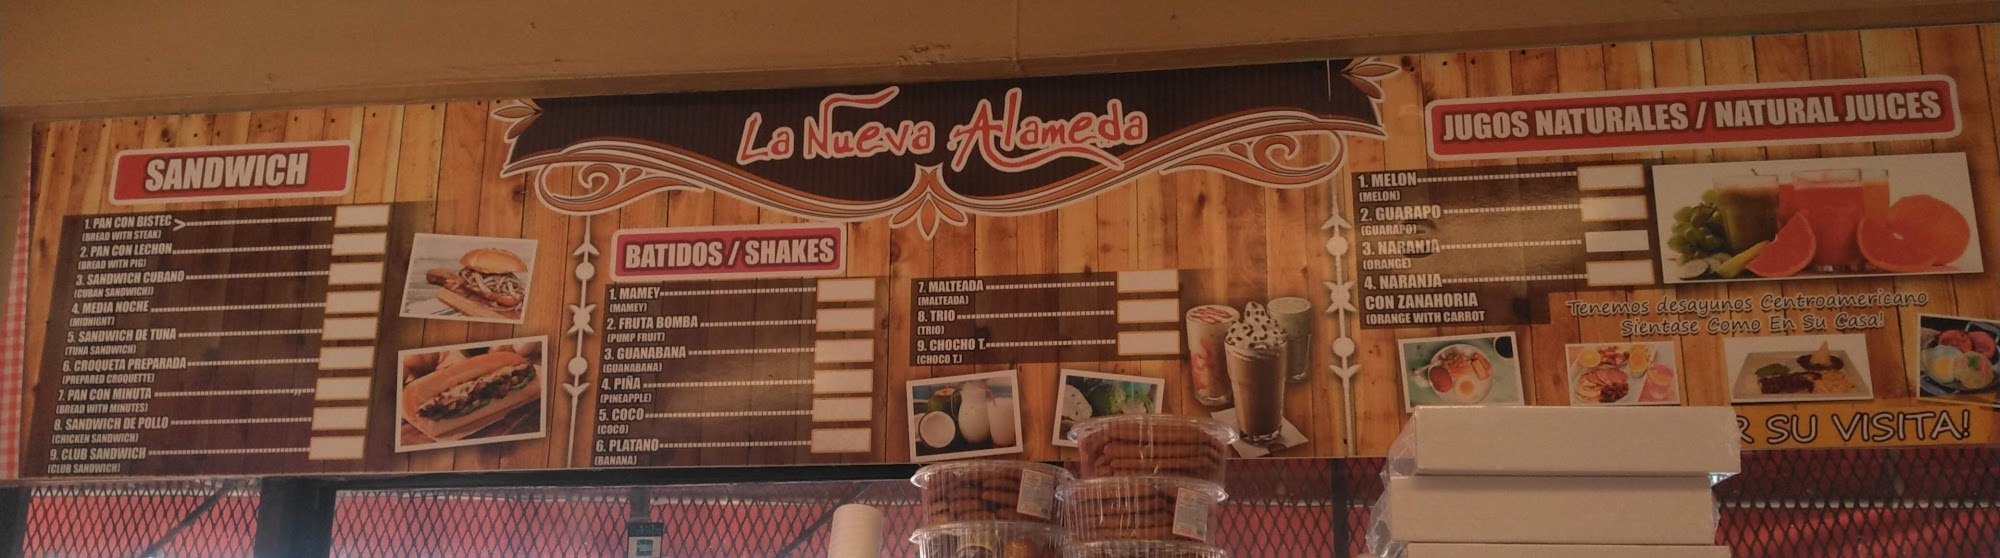 La Nueva Alameda
SANDWICH
1. PAN CON BISTEC
(BREAD WITH STEAK)
2. PAN CON LECHON
(BREAD WITH PIG)
3. SANDWICH CUBANO
(CUBAN SANDWICH))
4. MEDIA NOCHE
(MIDNIGHT)
5. SANDWICH DE TUNA
(TUNA SANDWICH)
6. CROQUETA PREPARADA
(PREPARED CROQUETTE)
7. PAN CON MINUTA
(BREAD WITH MINUTES)
8. SANDWICH DE POLLO
(CHICKEN SANDWICH)
9. CLUB SANDWICH
(CLUB SANDWICH)
BATIDOS / SHAKES
1. MAMEY
(MAMEY)
2. FRUTA BOMBA
(PUMP FRUIT)
3. GUANABANA
(GUANABANA)
4. PIÑA
(PINEAPPLE)
5. COCO
(COCO)
6. PLATANO
(BANANA)
7. MALTEADA
(MALTEADA)
8. TRIO
(TRIO)
9. CHOCHO T.
(CHOCO T.)
JUGOS NATURALES / NATURAL JUICES
1. MELON
(MELON)
2. GUARAPO
(GUARAPO)
3. NARANJA
(ORANGE)
4. NARANJA
CON ZANAHORIA
(ORANGE WITH CARROT
Tenemos desayunos Centroamericano
Sientase Como En Su Casa!
R SU VISITA!